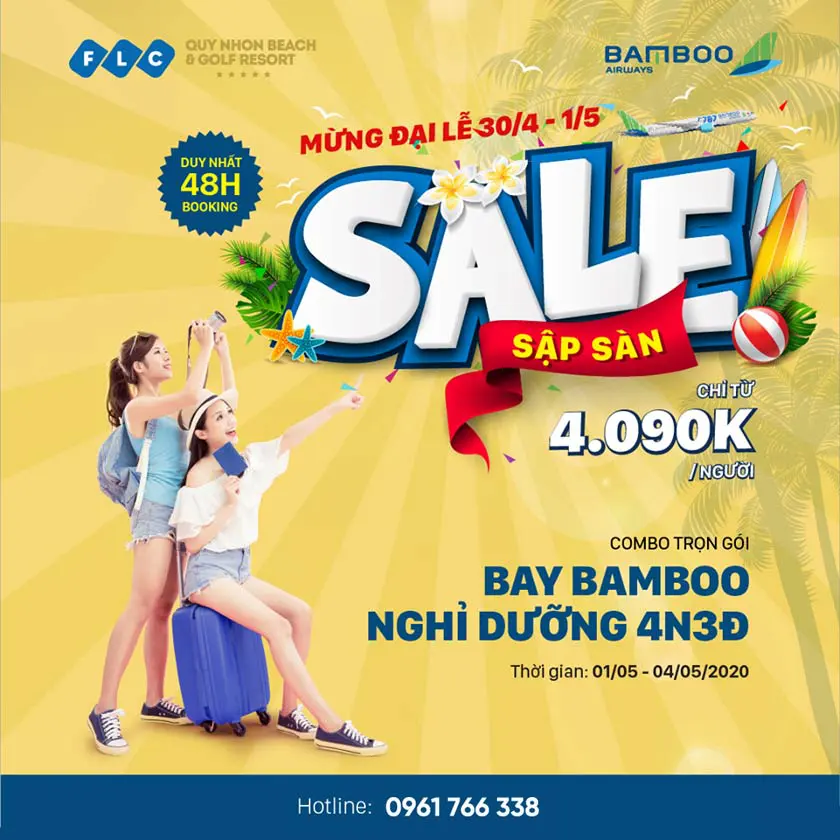 FLC
QUY NHON BEACH
& GOLF RESORT
BAMBOO
AIRWAYS
MỪNG ĐẠI LỄ 30/4 - 1/5
787
DUY NHẤT
48H
BOOKING
SALE
SẬP SÀN
CHỈ TỪ
4.090K
/NGƯỜI
COMBO TRỌN GÓI
BAY BAMBOO
NGHỈ DƯỠNG 4N3Đ
Thời gian: 01/05 - 04/05/2020
Hotline: 0961 766 338